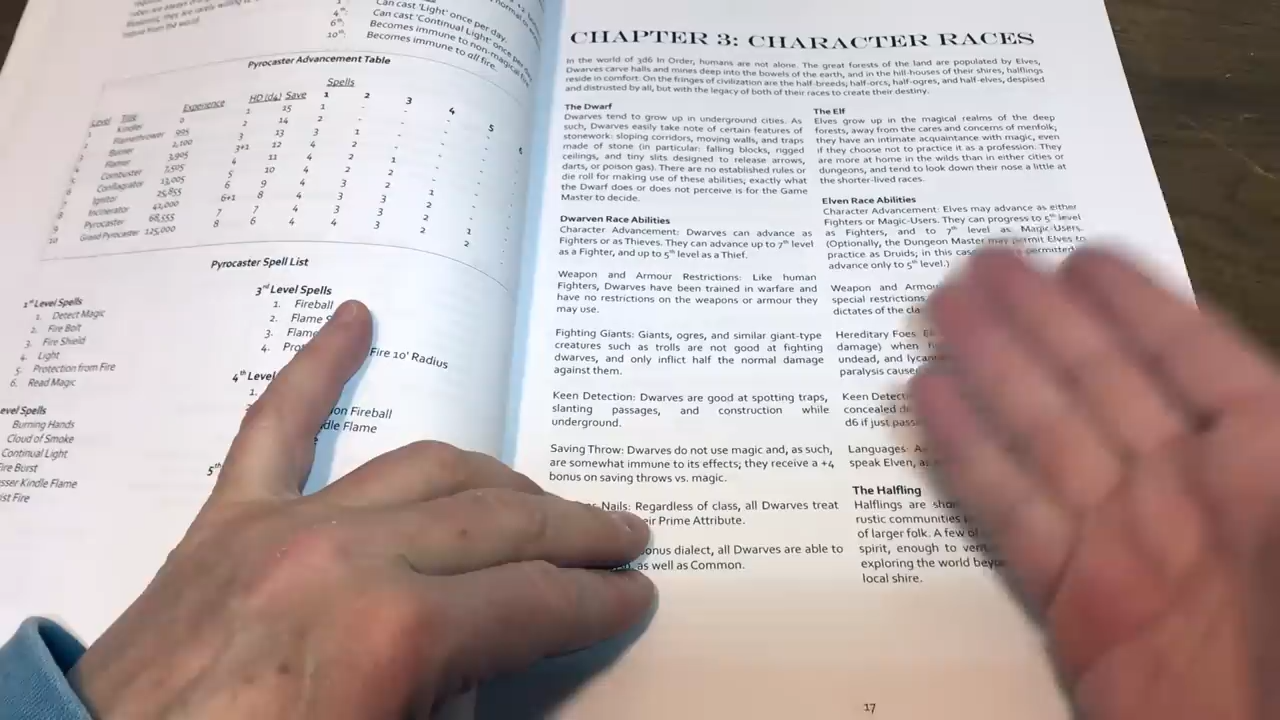 Can cast 'Light' once per day.
4th: Can cast 'Continual Light' once per day.
6th: Becomes immune to non-magical
10th: Becomes immune to all fire.
Pyrocaster Advancement Table
Spells
Level Title Experience HD (d4) Save 1 2 3 4 5
Kindler 0 1 15 1 - -
Flamethrower 995 2 14 2 -
Burner 2,100 3 13 3 1
Flamer 3,995 3+1 12 4
Combuster 7,505 4 11 4 2 1
Conflagrator 13,005 5 10 4 2 2
Ignitor 25,855 6 9 4 3 2 1
Incinerator 42,000 6+1 8 4 3 2 2
Pyrocaster 68,555 7 7 4 3 3 2 1
10 Grand Pyrocaster 125,000 8 6 4 4 3 2 2
Pyrocaster Spell List
1st Level Spells
1. Detect Magic
2. Fire Bolt
3. Fire Shield
4. Light
5. Protection from Fire
6. Read Magic
evel Spells
Burning Hands
Cloud of Smoke
Continual Light
ire Burst
sser Kindle Flame
ist Fire
3rd Level Spells
1. Fireball
2. Flame S
3. Flame
4. Pro Fire 10' Radius
4th Level
1.
ion Fireball
dle Flame
5th
CHAPTER 3: CHARACTER RACES
In the world of 3d6 In Order, humans are not alone. The great forests of the land are populated by Elves,
Dwarves carve halls and mines deep into the bowels of the earth, and in the hill-houses of their shires, halflings
reside in comfort. On the fringes of civilization are the half-breeds; half-orcs, half-ogres, and half-elves, despised
and distrusted by all, but with the legacy of both of their races to create their destiny.
The Dwarf
Dwarves tend to grow up in underground cities. As
such, Dwarves easily take note of certain features of
stonework: sloping corridors, moving walls, and traps
made of stone (in particular: falling blocks, rigged
ceilings, and tiny slits designed to release arrows,
darts, or poison gas). There are no established rules or
die roll for making use of these abilities; exactly what
the Dwarf does or does not perceive is for the Game
Master to decide.
Dwarven Race Abilities
Character Advancement: Dwarves can advance as
Fighters or as Thieves. They can advance up to 7th level
as a Fighter, and up to 5th level as a Thief.
Weapon and Armour Restrictions: Like human
Fighters, Dwarves have been trained in warfare and
have no restrictions on the weapons or armour they
may use.
Fighting Giants: Giants, ogres, and similar giant-type
creatures such as trolls are not good at fighting
dwarves, and only inflict half the normal damage
against them.
Keen Detection: Dwarves are good at spotting traps,
slanting passages, and construction while
underground.
Saving Throw: Dwarves do not use magic and, as such,
are somewhat immune to its effects; they receive a +4
bonus on saving throws vs. magic.
Nails: Regardless of class, all Dwarves treat
eir Prime Attribute.
onus dialect, all Dwarves are able to
as well as Common.
The Elf
Elves grow up in the magical realms of the deep
forests, away from the cares and concerns of menfolk;
they have an intimate acquaintance with magic, even
if they choose not to practice it as a profession. They
are more at home in the wilds than in either cities or
dungeons, and tend to look down their nose a little at
the shorter-lived races.
Elven Race Abilities
Character Advancement: Elves may advance as either
Fighters or Magic-Users. They can progress to 5th level
as Fighters, and to 7th level as Magic-Users.
(Optionally, the Dungeon Master may permit Elves to
practice as Druids; in this cas permitted
advance only to 5th level.)
Weapon and Armou
special restrictions
dictates of the cla
Hereditary Foes: El
damage) when
undead, and lycan
paralysis cause
Keen Detect
concealed d
d6 if just pass
Languages: A
speak Elven, a
The Halfling
Halflings are shor
rustic communities
of larger folk. A few of
spirit, enough to vent
exploring the world beyo
local shire.
17